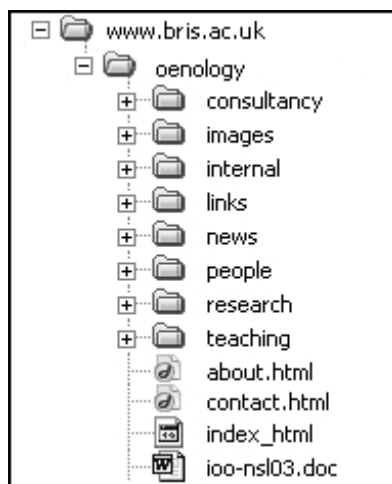 www.bris.ac.uk
oenology
consultancy
images
internal
links
news
people
research
teaching
about.html
contact.html
index_html
ioo-nsl03.doc